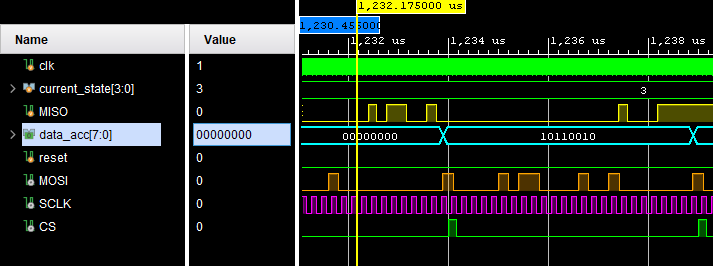 1,232.175000 us
1,230.455000 us
Name Value
1,232 us 1,234 us 1,236 us 1,238 us
clk 1
current_state[3:0] 3 3
MISO 0
data_acc[7:0] 00000000 00000000 10110010
reset 0
MOSI 0
SCLK 0
CS 0